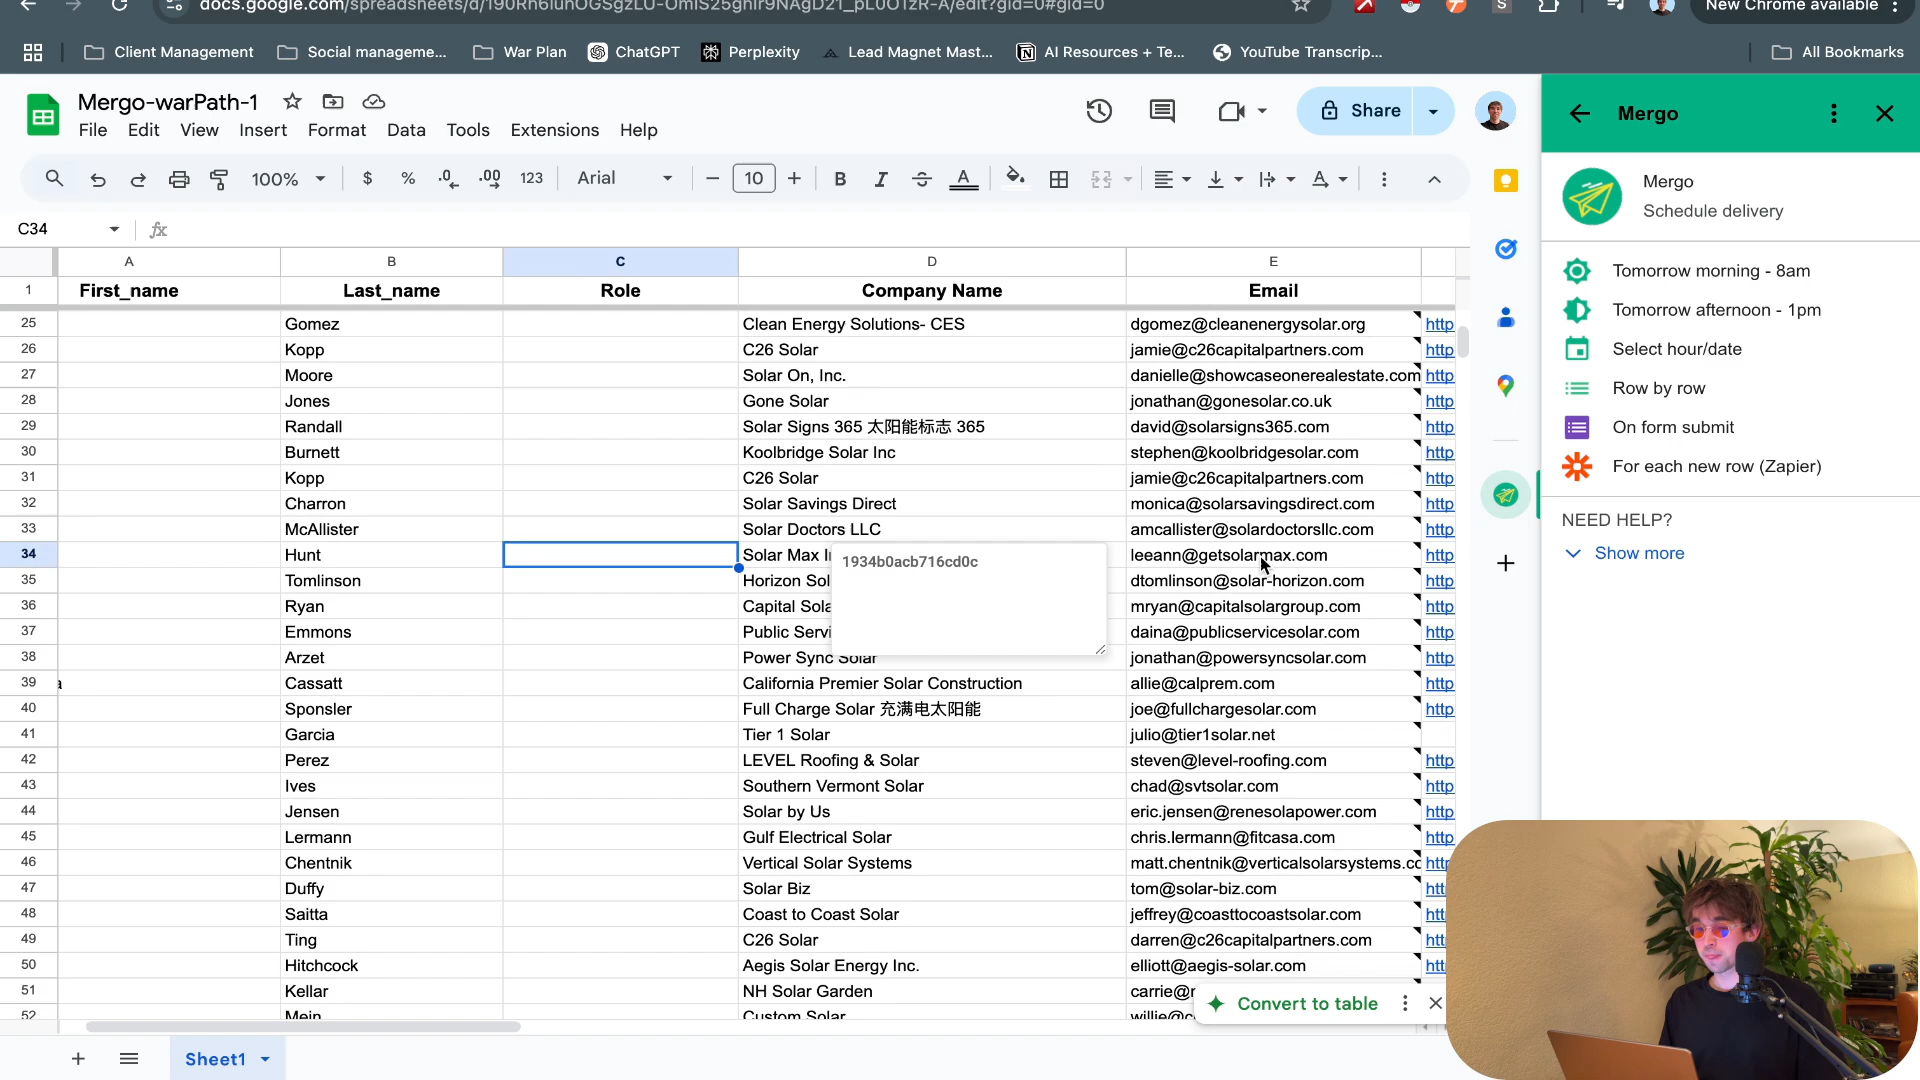 docs.google.com/spreadsheets/d/
New Chrome available
Client Management
Social manageme...
War Plan
ChatGPT
Perplexity
Lead Magnet Mast...
AI Resources + Te...
YouTube Transcrip...
All Bookmarks
Mergo-warPath-1
File Edit View Insert Format Data Tools Extensions Help
Share
100% $ % .0 .00 123 Arial 10 B I A
C34 fx
A B C D E
1 First_name Last_name Role Company Name Email
25 Gomez Clean Energy Solutions- CES dgomez@cleanenergysolar.org http
26 Kopp C26 Solar jamie@c26capitalpartners.com http
27 Moore Solar On, Inc. danielle@showcaseonerealestate.com http
28 Jones Gone Solar jonathan@gonesolar.co.uk http
29 Randall Solar Signs 365 太阳能标志 365 david@solarsigns365.com http
30 Burnett Koolbridge Solar Inc stephen@koolbridgesolar.com http
31 Kopp C26 Solar jamie@c26capitalpartners.com http
32 Charron Solar Savings Direct monica@solarsavingsdirect.com http
33 McAllister Solar Doctors LLC amcallister@solardoctorsllc.com http
34 Hunt Solar Max leeann@getsolarmax.com http
1934b0acb716cd0c
35 Tomlinson Horizon Sol dtomlinson@solar-horizon.com http
36 Ryan Capital Sola mryan@capitalsolargroup.com http
37 Emmons Public Servi daina@publicservicesolar.com http
38 Arzet Power Sync Solar jonathan@powersyncsolar.com http
39 a Cassatt California Premier Solar Construction allie@calprem.com http
40 Sponsler Full Charge Solar 充满电太阳能 joe@fullchargesolar.com http
41 Garcia Tier 1 Solar julio@tier1solar.net
42 Perez LEVEL Roofing & Solar steven@level-roofing.com http
43 Ives Southern Vermont Solar chad@svtsolar.com http
44 Jensen Solar by Us eric.jensen@renesolapower.com http
45 Lermann Gulf Electrical Solar chris.lermann@fitcasa.com http
46 Chentnik Vertical Solar Systems matt.chentnik@verticalsolarsystems.cc http
47 Duffy Solar Biz tom@solar-biz.com htt
48 Saitta Coast to Coast Solar jeffrey@coasttocoastsolar.com htt
49 Ting C26 Solar darren@c26capitalpartners.com htt
50 Hitchcock Aegis Solar Energy Inc. elliott@aegis-solar.com htt
51 Kellar NH Solar Garden carrie@
52 Mein Custom Solar willie@c
Convert to table
Sheet1
Mergo
Mergo
Schedule delivery
Tomorrow morning - 8am
Tomorrow afternoon - 1pm
Select hour/date
Row by row
On form submit
For each new row (Zapier)
NEED HELP?
Show more